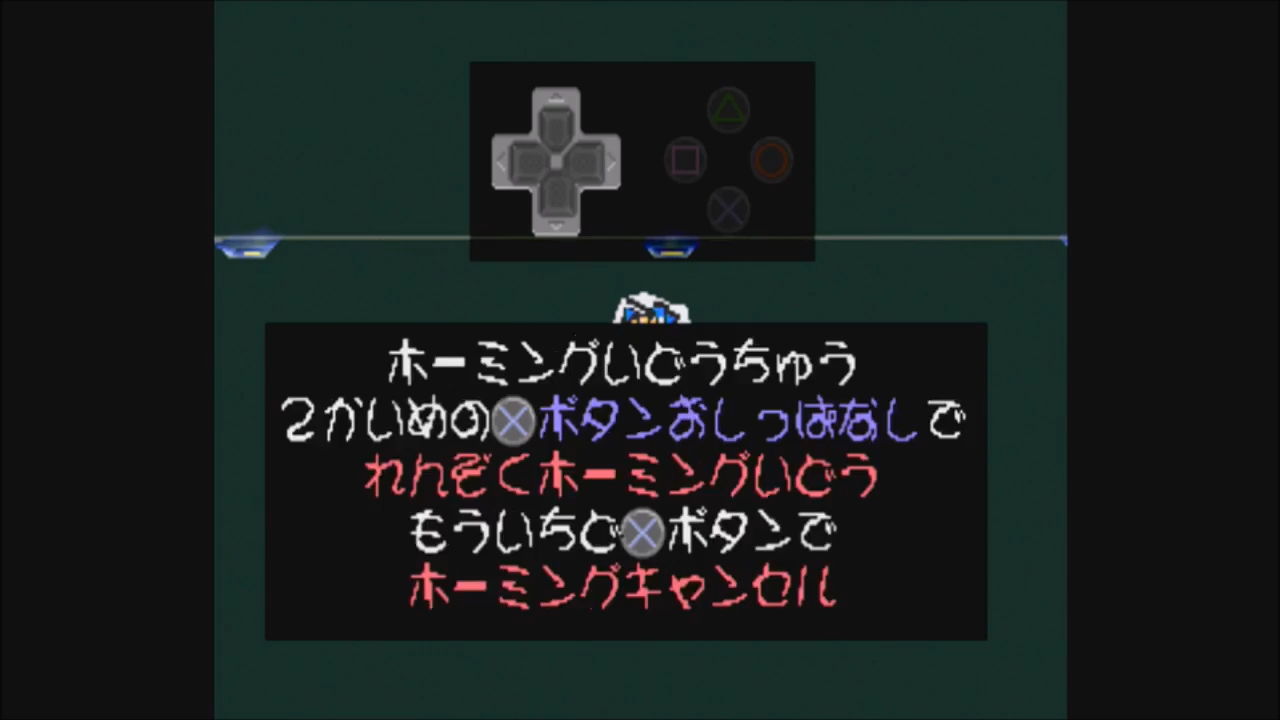 ホーミングいどうちゅう
2かいめの×ボタンおしっぱなしで
れんぞくホーミングいどう
もういちど×ボタンで
ホーミングキャンセル